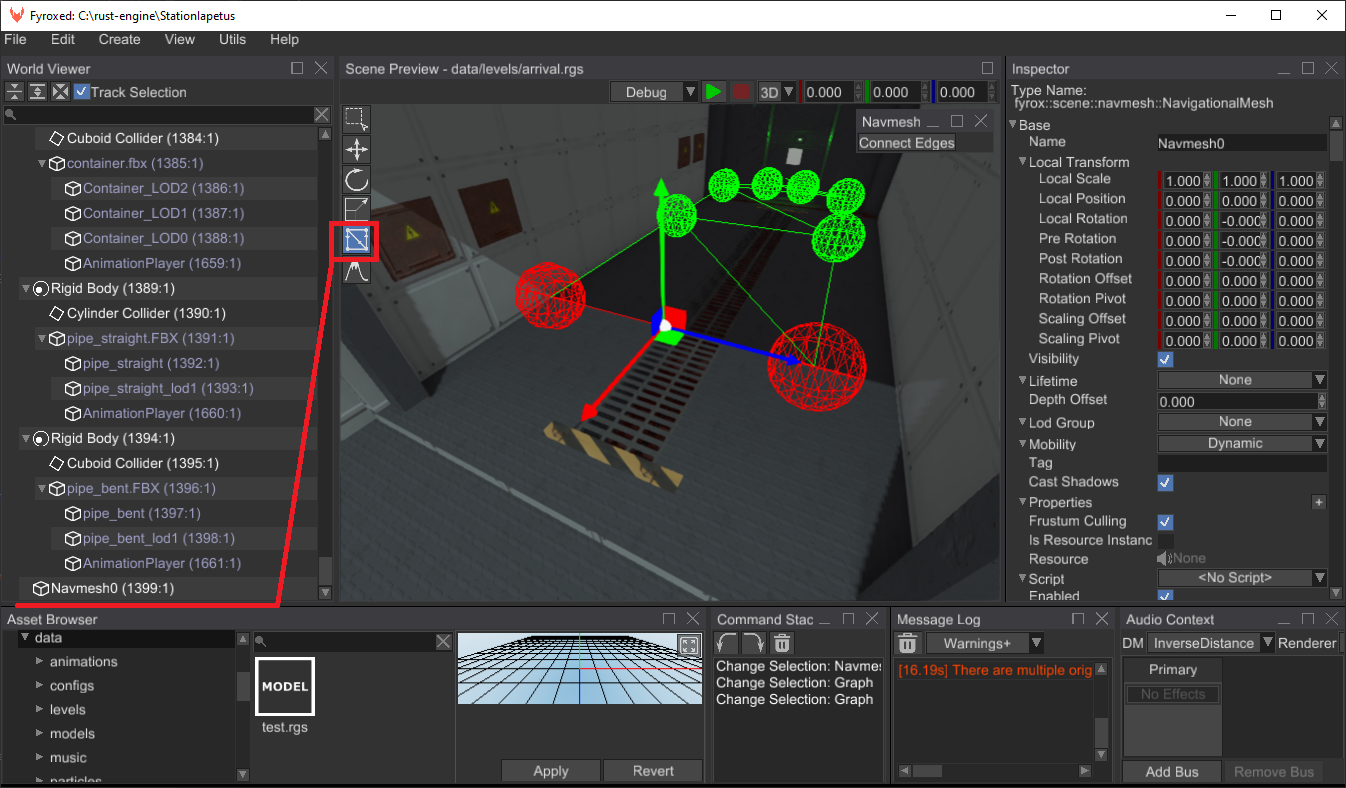 Fyroxed: C:\rust-engine\StationIapetus
File Edit Create View Utils Help
World Viewer
Track Selection
Cuboid Collider (1384:1)
container.fbx (1385:1)
Container_LOD2 (1386:1)
Container_LOD1 (1387:1)
Container_LOD0 (1388:1)
AnimationPlayer (1659:1)
Rigid Body (1389:1)
Cylinder Collider (1390:1)
pipe_straight.FBX (1391:1)
pipe_straight (1392:1)
pipe_straight_lod1 (1393:1)
AnimationPlayer (1660:1)
Rigid Body (1394:1)
Cuboid Collider (1395:1)
pipe_bent.FBX (1396:1)
pipe_bent (1397:1)
pipe_bent_lod1 (1398:1)
AnimationPlayer (1661:1)
Navmesh0 (1399:1)
Scene Preview - data/levels/arrival.rgs
Debug 3D 0.000 0.000 0.000
Navmesh
Connect Edges
Inspector
Type Name:
fyrox::scene::navmesh::NavigationalMesh
Base
Name Navmesh0
Local Transform
Local Scale 1.000 1.000 1.000
Local Position 0.000 0.000 0.000
Local Rotation 0.000 -0.000 0.000
Pre Rotation 0.000 -0.000 0.000
Post Rotation 0.000 -0.000 0.000
Rotation Offset 0.000 0.000 0.000
Rotation Pivot 0.000 0.000 0.000
Scaling Offset 0.000 0.000 0.000
Scaling Pivot 0.000 0.000 0.000
Visibility
Lifetime None
Depth Offset 0.000
Lod Group None
Mobility Dynamic
Tag
Cast Shadows
Properties +
Frustum Culling
Is Resource Instanc
Resource None
Script <No Script>
Enabled
Asset Browser
data
animations
configs
levels
models
music
particles
MODEL
test.rgs
Apply Revert
Command Stac
Change Selection: Navmes
Change Selection: Graph
Change Selection: Graph
Message Log
Warnings+
[16.19s] There are multiple orig
Audio Context
DM InverseDistance Renderer
Primary
No Effects
Add Bus Remove Bus